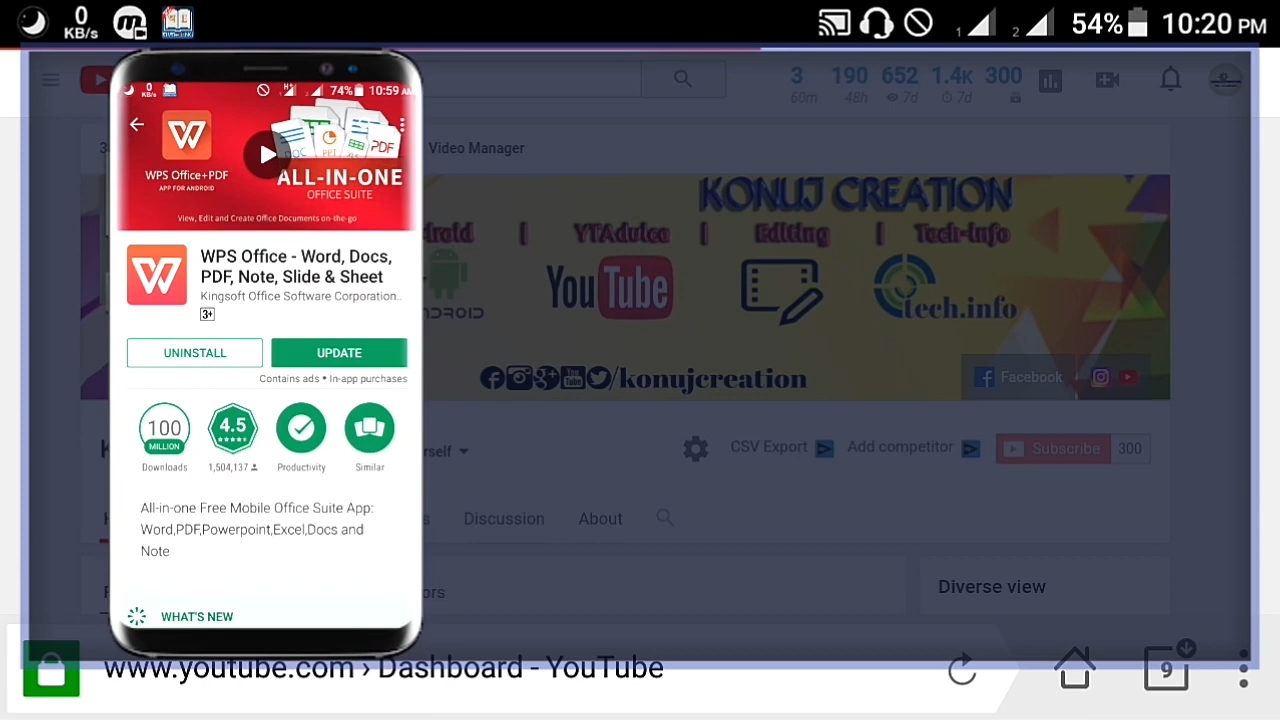 0
KB/s
1
2
54%
10:20 PM
0
KB/s
74%
10:59 AM
WPS Office+PDF
APP FOR ANDROID
DOC
PPT
PDF
ALL-IN-ONE
OFFICE SUITE
View, Edit and Create Office Documents on-the-go
WPS Office - Word, Docs,
PDF, Note, Slide & Sheet
Kingsoft Office Software Corporation..
3+
UNINSTALL
UPDATE
Contains ads • In-app purchases
100
MILLION
4.5
Downloads
1,504,137
Productivity
Similar
All-in-one Free Mobile Office Suite App:
Word,PDF,Powerpoint,Excel,Docs and
Note
WHAT'S NEW
3 190 652 1.4K 300
60m 48h 7d 7d
Video Manager
KONUJ CREATION
| YTAdvice | Editing | Tech-Info
YouTube
tech.info
/konujcreation
Facebook
CSV Export
Add competitor
Subscribe 300
Discussion
About
Diverse view
www.youtube.com › Dashboard - YouTube
9